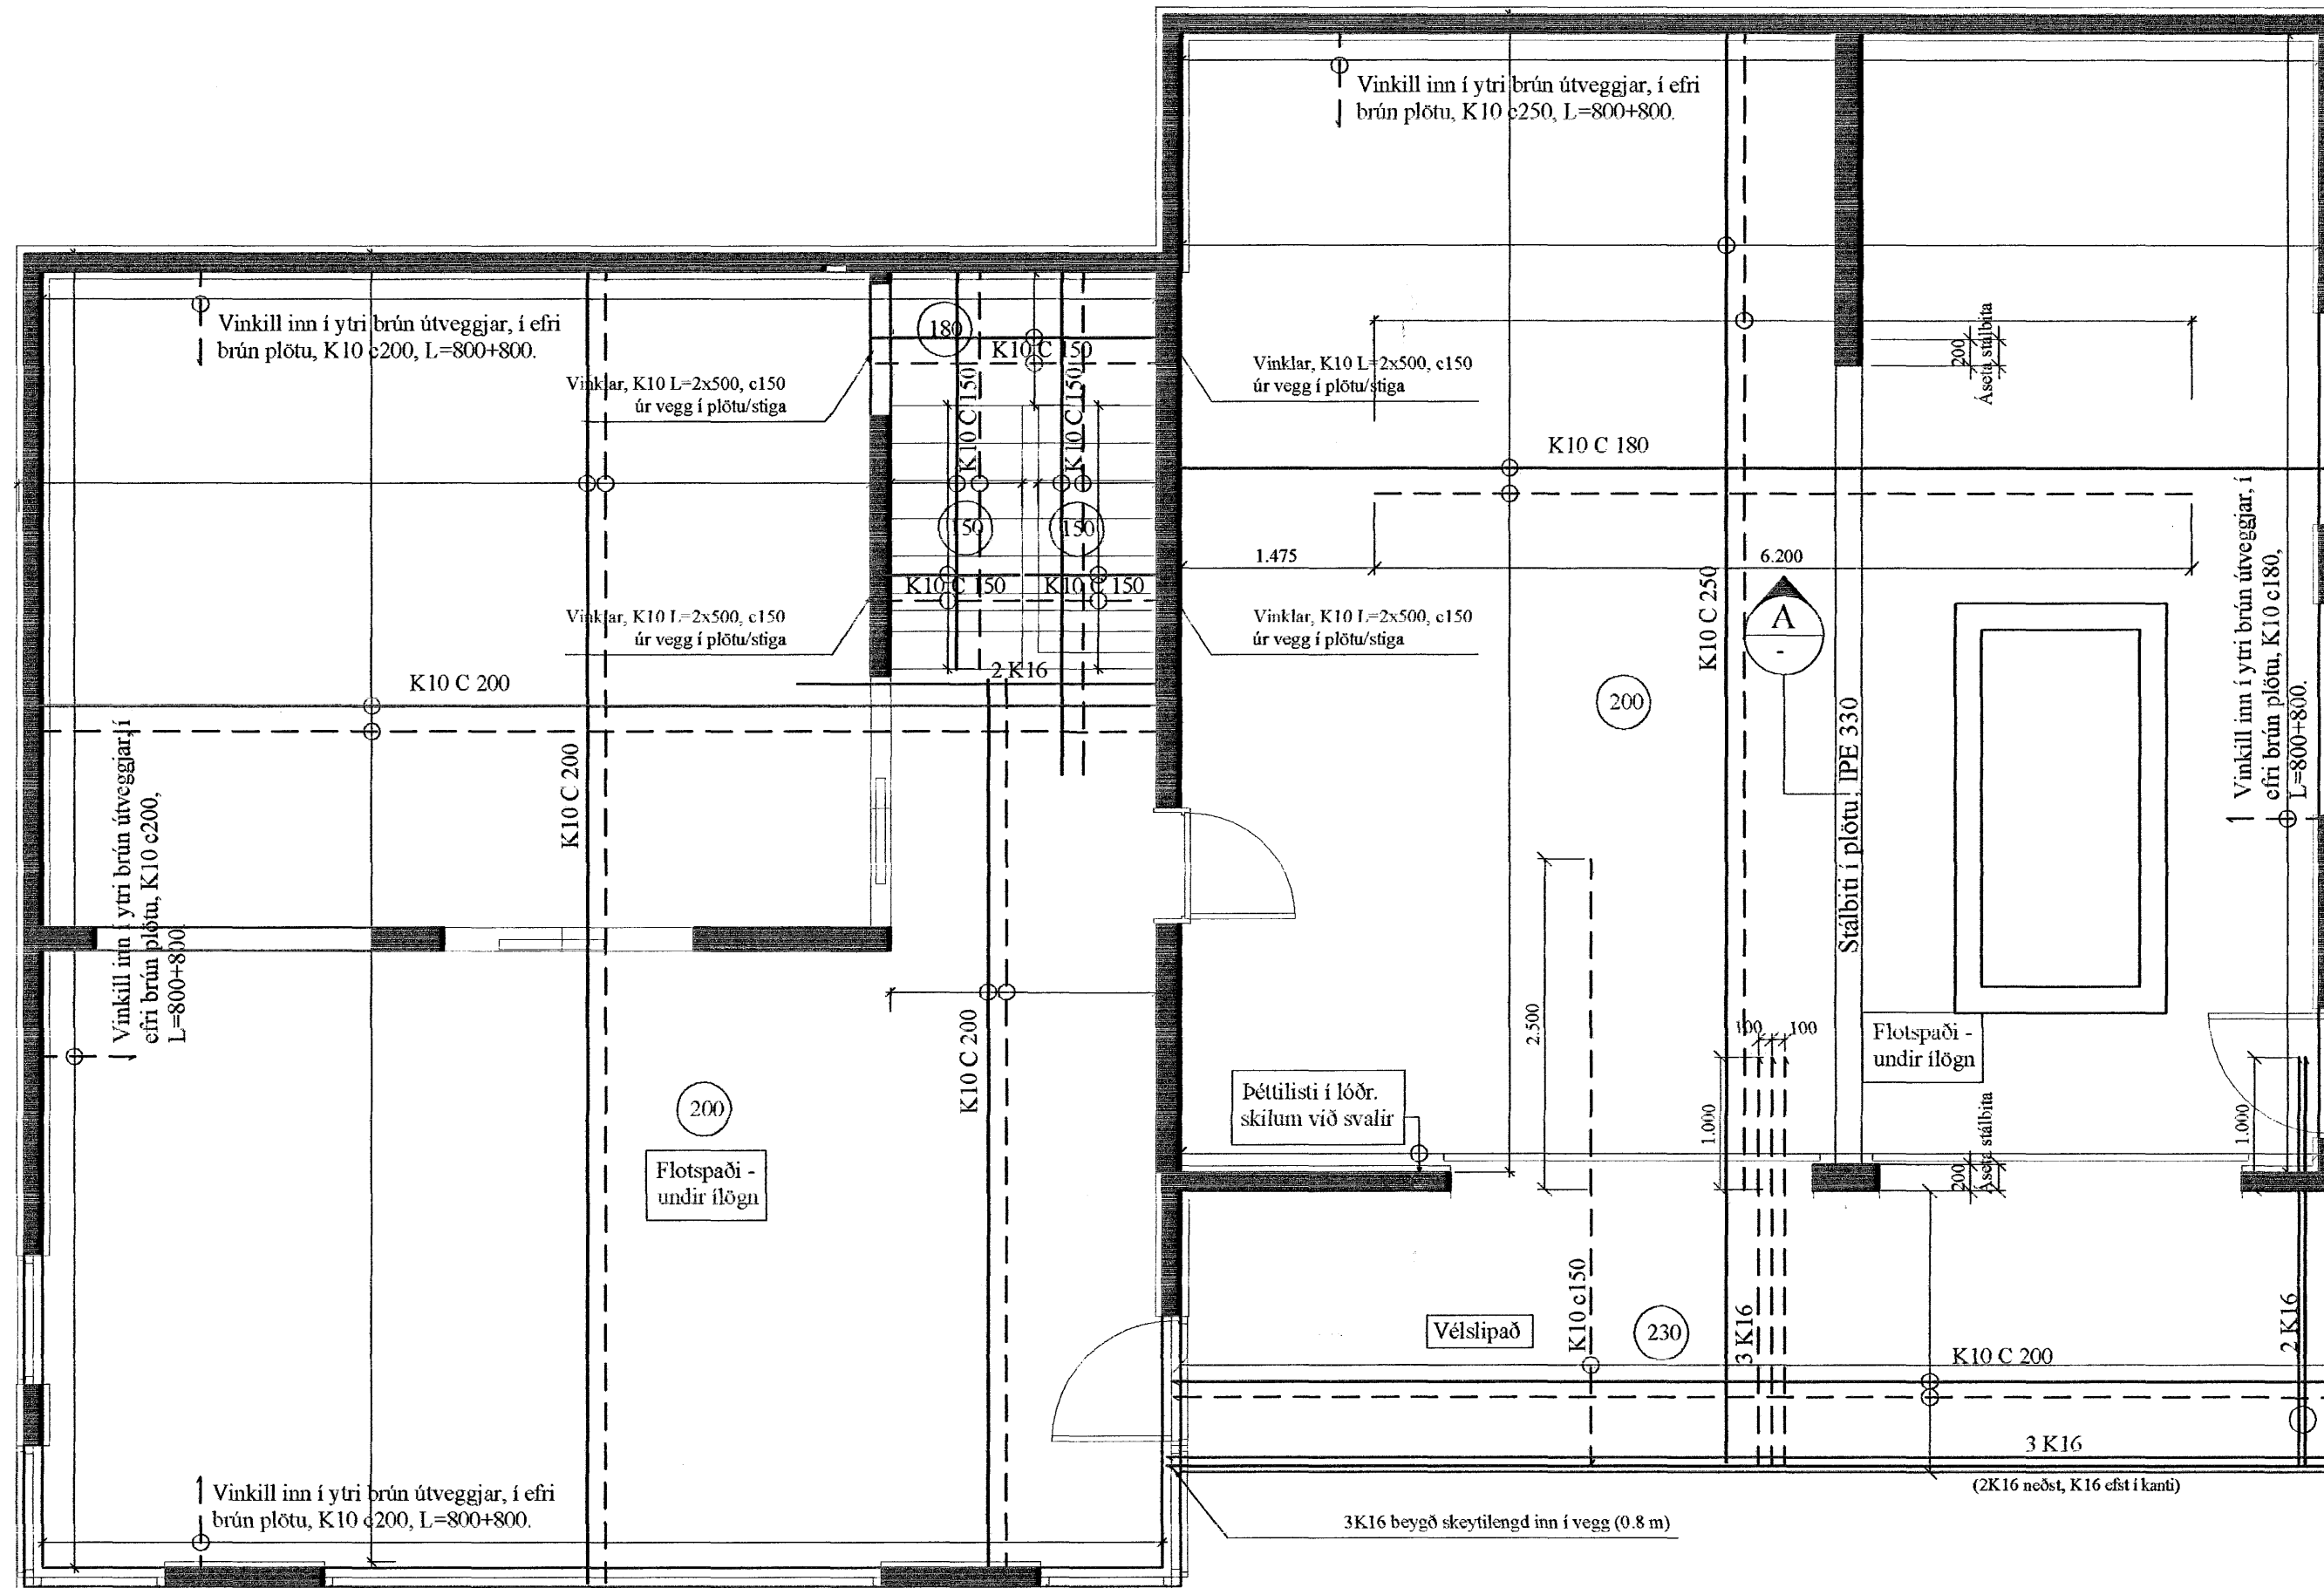 Vinkill inn í ytri brún útveggjar, í efri
brún plötu, K10 c250, L=800+800.
Vinkill inn í ytri brún útveggjar, í efri
brún plötu, K10 c200, L=800+800.
180
K10 C 150
Vinklar, K10 L=2x500, c150
úr vegg í plötu/stiga
Vinklar, K10 L=2x500, c150
úr vegg í plötu/stiga
200
Áseta stálbita
K10 C 150
K10 C 150
K10 C 180
150
150
1.475
6.200
K10 C 150
K10 C 150
Vinklar, K10 L=2x500, c150
úr vegg í plötu/stiga
Vinklar, K10 L=2x500, c150
úr vegg í plötu/stiga
K10 C 250
A
-
Vinkill inn í ytri brún útveggjar, í
efri brún plötu, K10 c180,
L=800+800.
2 K16
K10 C 200
200
Stálbiti í plötu, IPE 330
K10 C 200
Vinkill inn í ytri brún útveggjar, í
efri brún plötu, K10 c200,
L=800+800.
2.500
100
100
Flotspaði -
undir ílögn
K10 C 200
200
Flotspaði -
undir ílögn
Þéttilisti í lóðr.
skilum við svalir
1.000
200
Áseta stálbita
1.000
K10 c150
Vélslipað
230
3 K16
K10 C 200
2 K16
3 K16
(2K16 neðst, K16 efst í kanti)
Vinkill inn í ytri brún útveggjar, í efri
brún plötu, K10 c200, L=800+800.
3K16 beygð skeytilengd inn í vegg (0.8 m)